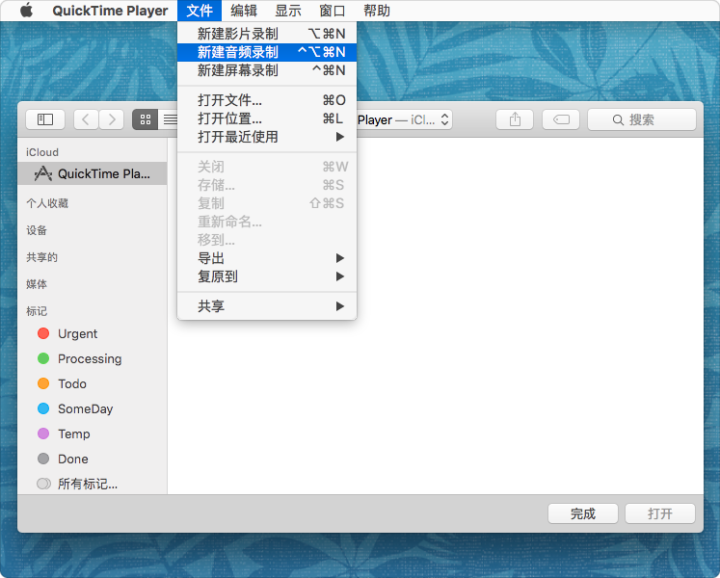 QuickTime Player 文件 编辑 显示 窗口 帮助
新建影片录制 ⌥⌘N
新建音频录制 ^⌥⌘N
新建屏幕录制 ^⌘N
打开文件... ⌘O
打开位置... ⌘L
打开最近使用
关闭 ⌘W
存储... ⌘S
复制 ⇧⌘S
重新命名...
移到...
导出
复原到
共享
Player — iCl...
搜索
iCloud
QuickTime Pla...
个人收藏
设备
共享的
媒体
标记
Urgent
Processing
Todo
SomeDay
Temp
Done
所有标记...
完成 打开